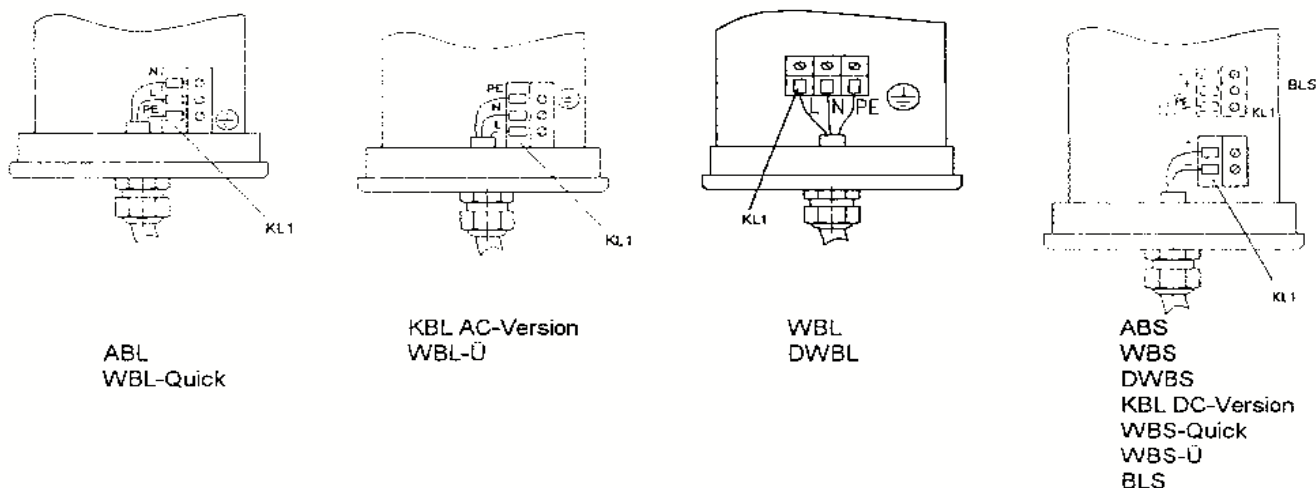 N
L
PE
KL1
ABL
WBL-Quick
PE
N
L
KL1
KBL AC-Version
WBL-Ü
L N PE
KL1
WBL
DWBL
-
+
PE
BLS
KL1
+
-
KL1
ABS
WBS
DWBS
KBL DC-Version
WBS-Quick
WBS-Ü
BLS